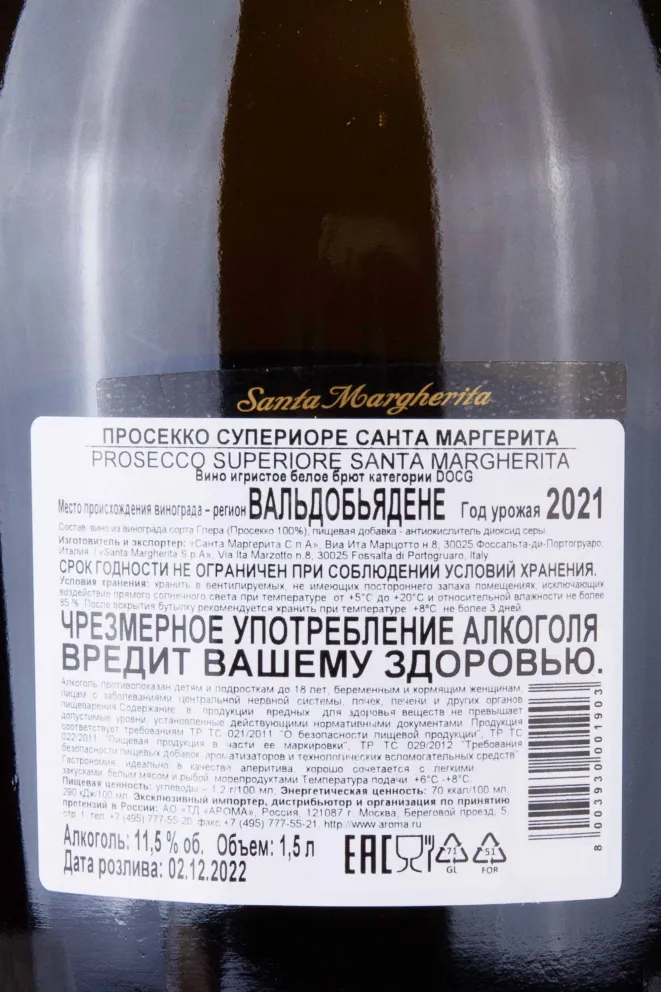 Santa Margherita
ПРОСЕККО СУПЕРИОРЕ САНТА МАРГЕРИТА
PROSECCO SUPERIORE SANTA MARGHERITA
Вино игристое белое брют категории DOCG
Место происхождения винограда – регион ВАЛЬДОБЬЯДЕНЕ Год урожая 2021
Состав: вино из винограда сорта Глера (Просекко 100%), пищевая добавка - антиокислитель диоксид серы.
Изготовитель и экспортер: «Санта Маргерита С п А», Виа Ита Марцотто н.8, 30025 Фоссальта-ди-Портогруаро,
Италия / «Santa Margherita S p A», Via Ita Marzotto n.8, 30025 Fossalta di Portogruaro, Italy
СРОК ГОДНОСТИ НЕ ОГРАНИЧЕН ПРИ СОБЛЮДЕНИИ УСЛОВИЙ ХРАНЕНИЯ.
Условия хранения: хранить в вентилируемых, не имеющих постороннего запаха помещениях, исключающих
воздействие прямого солнечного света при температуре от +5°C до +20°C и относительной влажности не более
85 %. После вскрытия бутылку рекомендуется хранить при температуре +8°C не более 3 дней.
ЧРЕЗМЕРНОЕ УПОТРЕБЛЕНИЕ АЛКОГОЛЯ
ВРЕДИТ ВАШЕМУ ЗДОРОВЬЮ.
Алкоголь противопоказан детям и подросткам до 18 лет, беременным и кормящим женщинам,
лицам с заболеваниями центральной нервной системы, почек, печени и других органов
пищеварения Содержание в продукции вредных для здоровья веществ не превышает
допустимые уровни, установленные действующими нормативными документами Продукция
соответствует требованиям ТР ТС 021/2011 "О безопасности пищевой продукции", ТР ТС
022/2011 "Пищевая продукция в части ее маркировки", ТР ТС 029/2012 "Требования
безопасности пищевых добавок, ароматизаторов и технологических вспомогательных средств"
Гастрономия идеально в качестве аперитива, хорошо сочетается с легкими
закусками белым мясом и рыбой морепродуктами Температура подачи +6°C -+8°C.
Пищевая ценность: углеводы – 1,2 г/100 мл. Энергетическая ценность: 70 ккал/100 мл,
290 кДж/100 мл. Эксклюзивный импортер, дистрибьютор и организация по принятию
претензий в России: АО «ТД «АРОМА», Россия, 121087 г. Москва, Береговой проезд, 5,
стр 1, тел +7 (495) 777-55-20 факс +7 (495) 777-55-21, http://www.aroma.ru
Алкоголь: 11,5 % об. Объем: 1,5 л
Дата розлива: 02.12.2022
EAC
71
GL
51
FOR
8 003930 001903